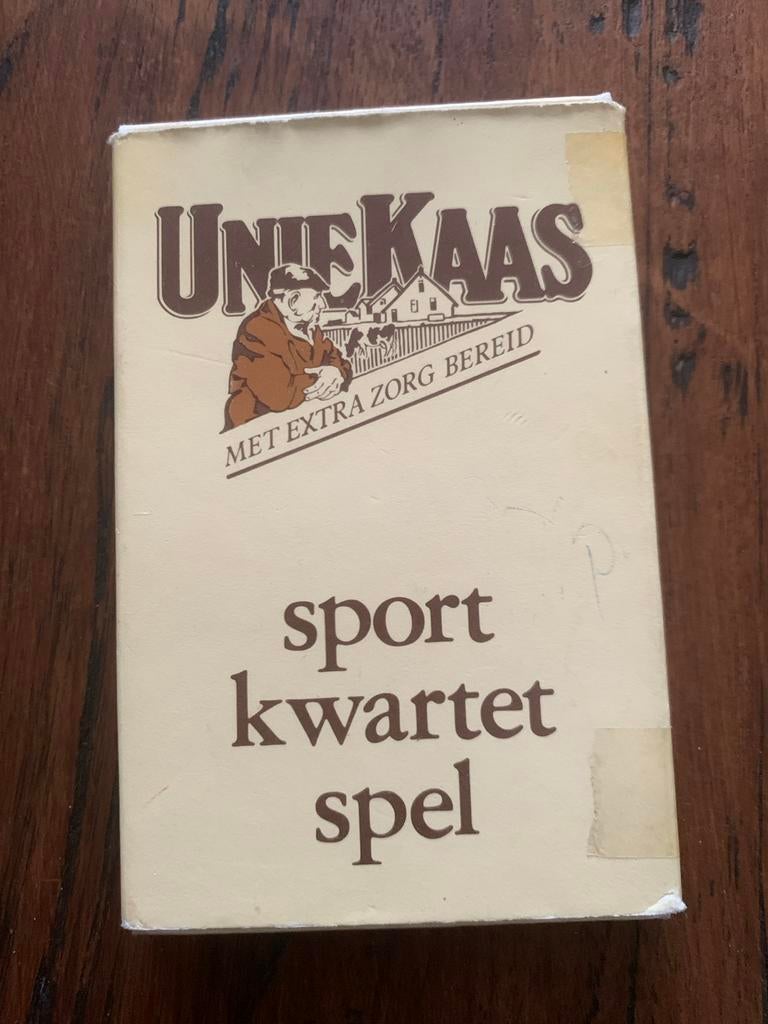 UNIEKAAS
MET EXTRA ZORG BEREID
sport
kwartet
spel